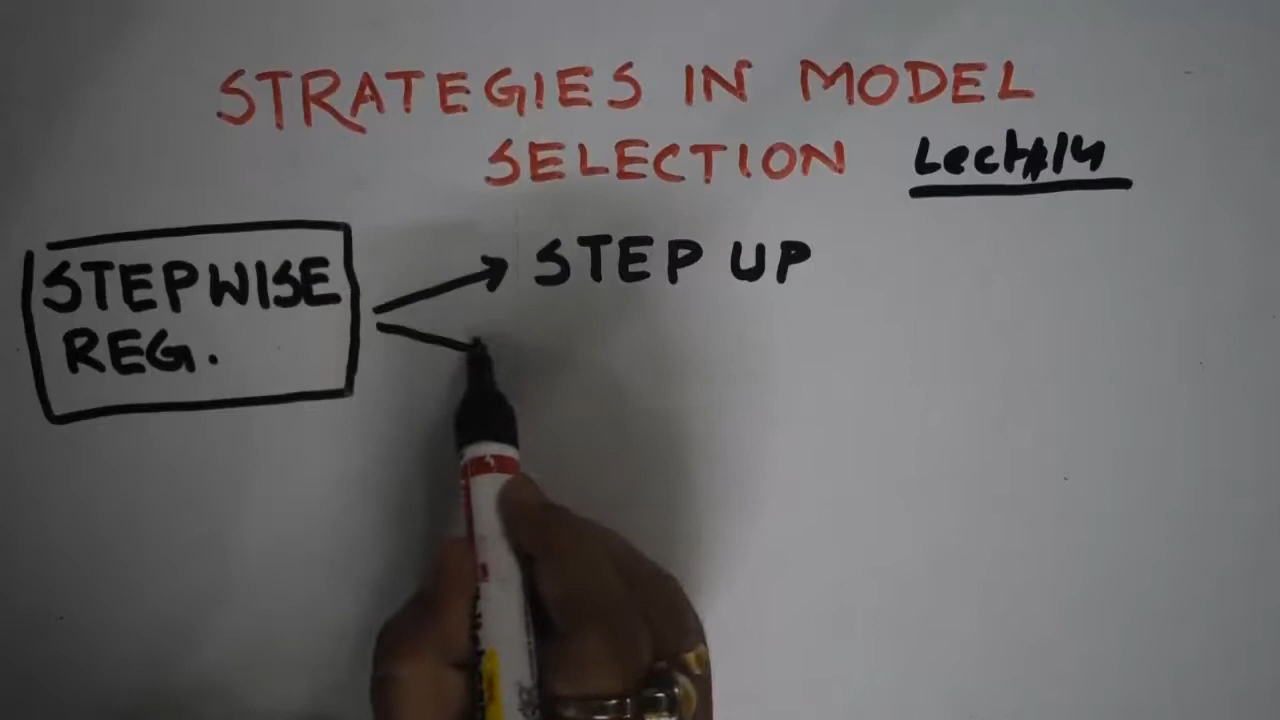 STRATEGIES IN MODEL
SELECTION Lect#14
STEPWISE
REG.
STEP UP